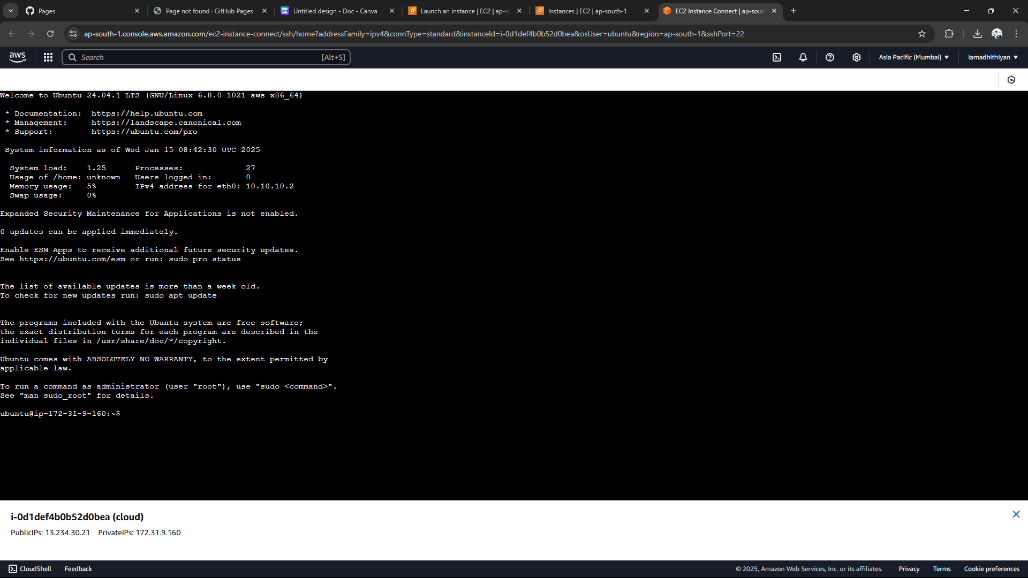 Pages
Page not found · GitHub Pages
Untitled design - Doc - Canva
Launch an instance | EC2 | ap-s
Instances | EC2 | ap-south-1
EC2 Instance Connect | ap-sout
ap-south-1.console.aws.amazon.com/ec2-instance-connect/ssh/home?addressFamily=ipv4&connType=standard&instanceId=i-0d1def4b0b52d0bea&osUser=ubuntu&region=ap-south-1&sshPort=22
aws
Search
[Alt+S]
Asia Pacific (Mumbai)
Iamadhithiyan
Welcome to Ubuntu 24.04.1 LTS (GNU/Linux 6.8.0-1021-aws x86_64)
* Documentation: https://help.ubuntu.com
* Management: https://landscape.canonical.com
* Support: https://ubuntu.com/pro
System information as of Wed Jan 15 08:42:30 UTC 2025
System load: 1.25 Processes: 27
Usage of /home: unknown Users logged in: 0
Memory usage: 5% IPv4 address for eth0: 10.10.10.2
Swap usage: 0%
Expanded Security Maintenance for Applications is not enabled.
0 updates can be applied immediately.
Enable ESM Apps to receive additional future security updates.
See https://ubuntu.com/esm or run: sudo pro status
The list of available updates is more than a week old.
To check for new updates run: sudo apt update
The programs included with the Ubuntu system are free software;
the exact distribution terms for each program are described in the
individual files in /usr/share/doc/*/copyright.
Ubuntu comes with ABSOLUTELY NO WARRANTY, to the extent permitted by
applicable law.
To run a command as administrator (user "root"), use "sudo <command>".
See "man sudo_root" for details.
ubuntu@ip-172-31-9-160:~$
i-0d1def4b0b52d0bea (cloud)
PublicIPs: 13.234.30.21 PrivateIPs: 172.31.9.160
CloudShell
Feedback
© 2025, Amazon Web Services, Inc. or its affiliates.
Privacy
Terms
Cookie preferences